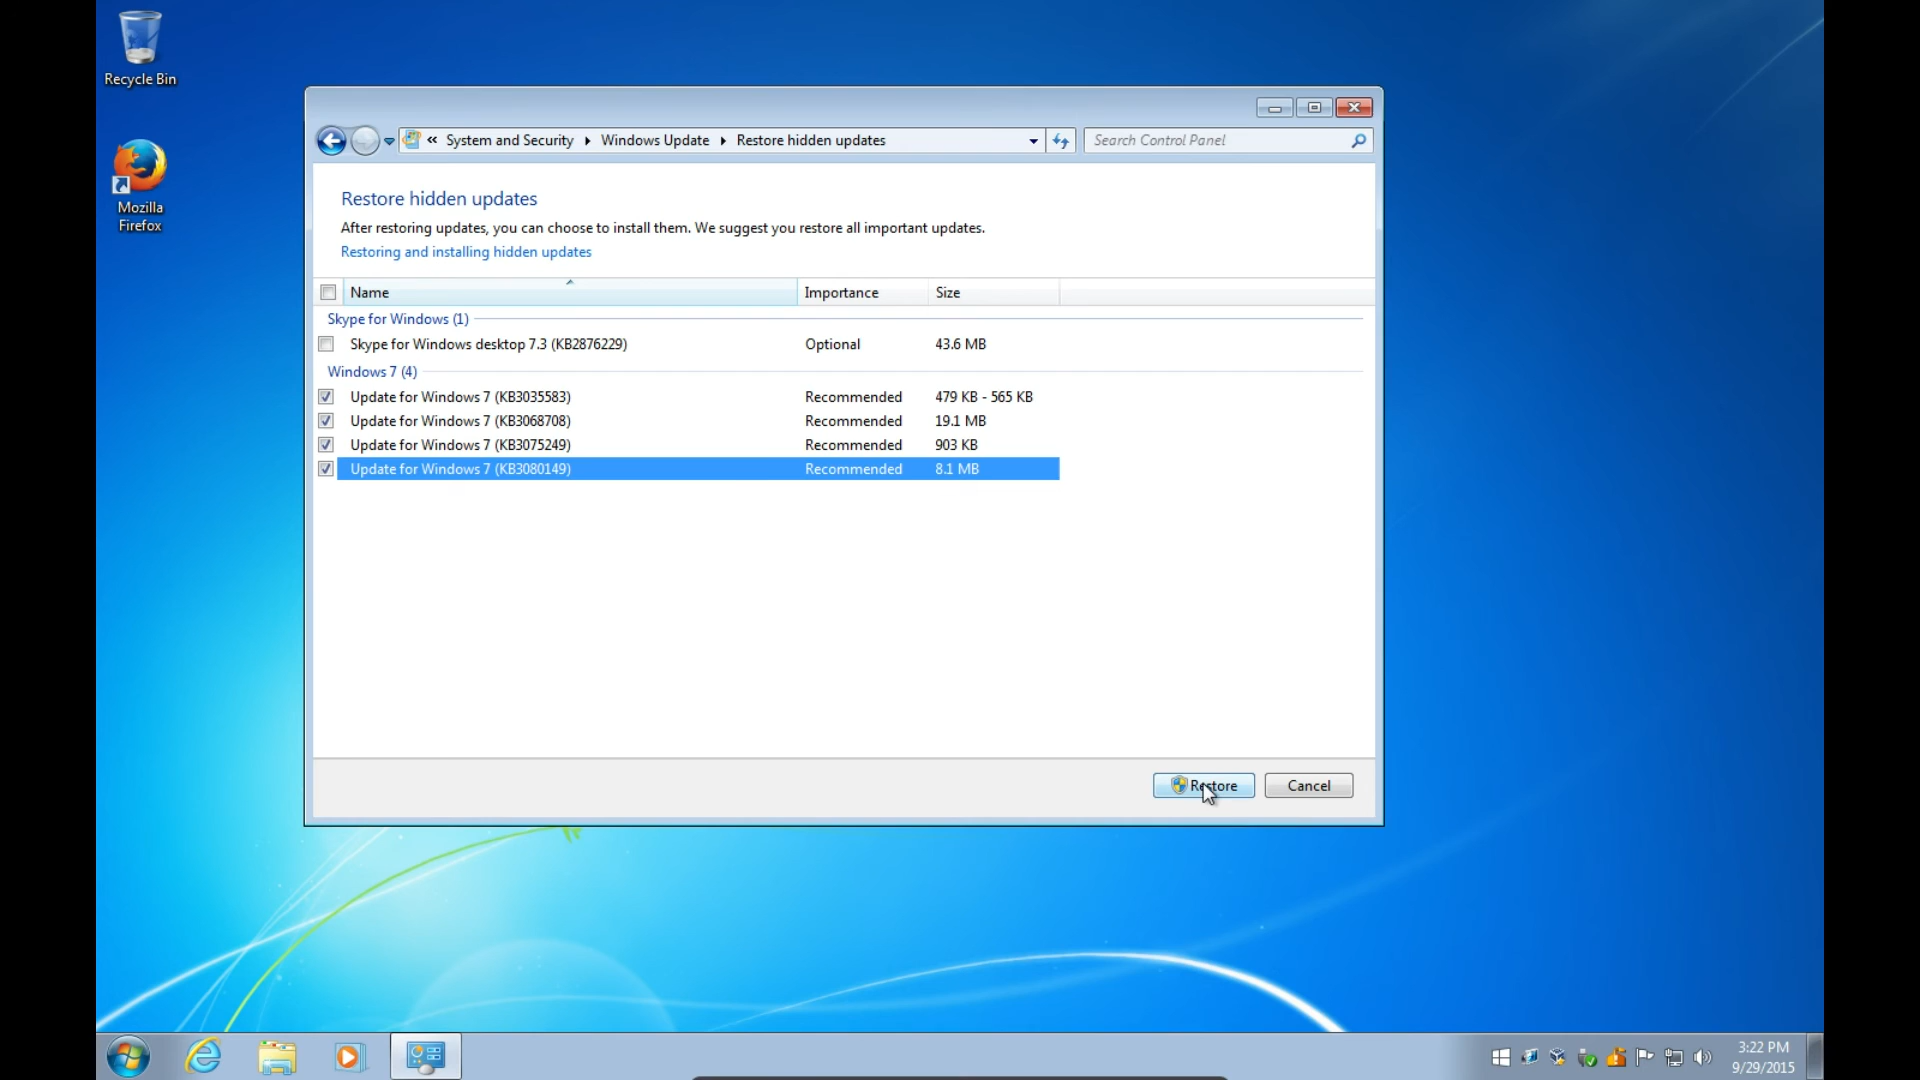 Recycle Bin
Mozilla
Firefox
« System and Security Windows Update Restore hidden updates
Search Control Panel
Restore hidden updates
After restoring updates, you can choose to install them. We suggest you restore all important updates.
Restoring and installing hidden updates
Name Importance Size
Skype for Windows (1)
Skype for Windows desktop 7.3 (KB2876229) Optional 43.6 MB
Windows 7 (4)
Update for Windows 7 (KB3035583) Recommended 479 KB - 565 KB
Update for Windows 7 (KB3068708) Recommended 19.1 MB
Update for Windows 7 (KB3075249) Recommended 903 KB
Update for Windows 7 (KB3080149) Recommended 8.1 MB
Restore Cancel
3:22 PM
9/29/2015